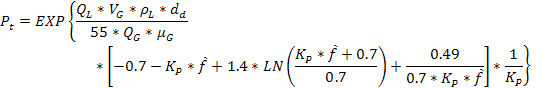 P_t = EXP { (Q_L * V_G * ρ_L * d_d) / (55 * Q_G * μ_G)
* [ −0.7 − K_P * f̂ + 1.4 * LN ( (K_P * f̂ + 0.7) / 0.7 ) + 0.49 / (0.7 * K_P * f̂) ] * 1 / K_P }